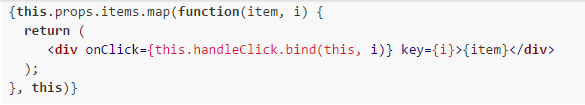 {this.props.items.map(function(item, i) {
  return (
     <div onClick={this.handleClick.bind(this, i)} key={i}>{item}</div>
  );
}, this)}